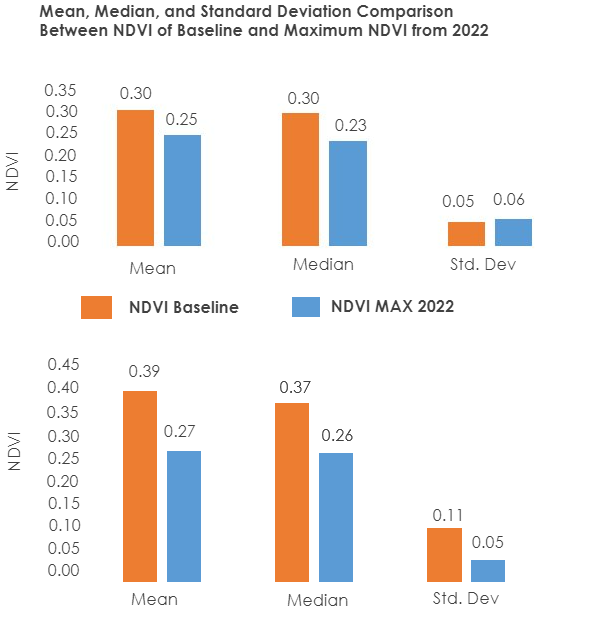 Mean, Median, and Standard Deviation Comparison
Between NDVI of Baseline and Maximum NDVI from 2022
NDVI
0.35
0.30
0.25
0.20
0.15
0.10
0.05
0.00
0.30
0.25
0.30
0.23
0.05
0.06
Mean
Median
Std. Dev
NDVI Baseline
NDVI MAX 2022
NDVI
0.45
0.40
0.35
0.30
0.25
0.20
0.15
0.10
0.05
0.00
0.39
0.27
0.37
0.26
0.11
0.05
Mean
Median
Std. Dev